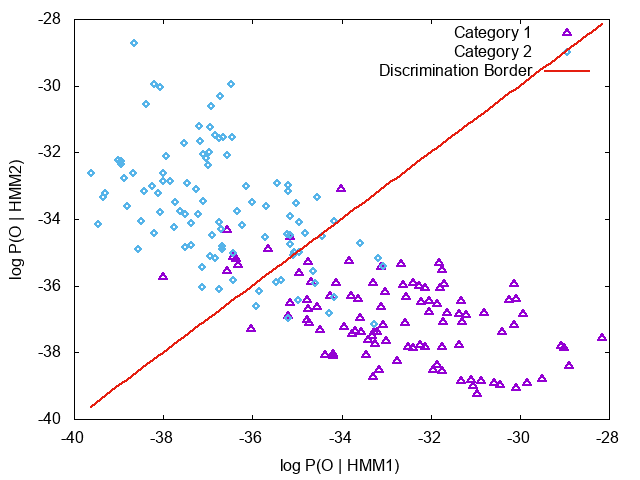 -28
-30
-32
-34
-36
-38
-40
-40
-38
-36
-34
-32
-30
-28
log P(O | HMM2)
log P(O | HMM1)
Category 1
Category 2
Discrimination Border